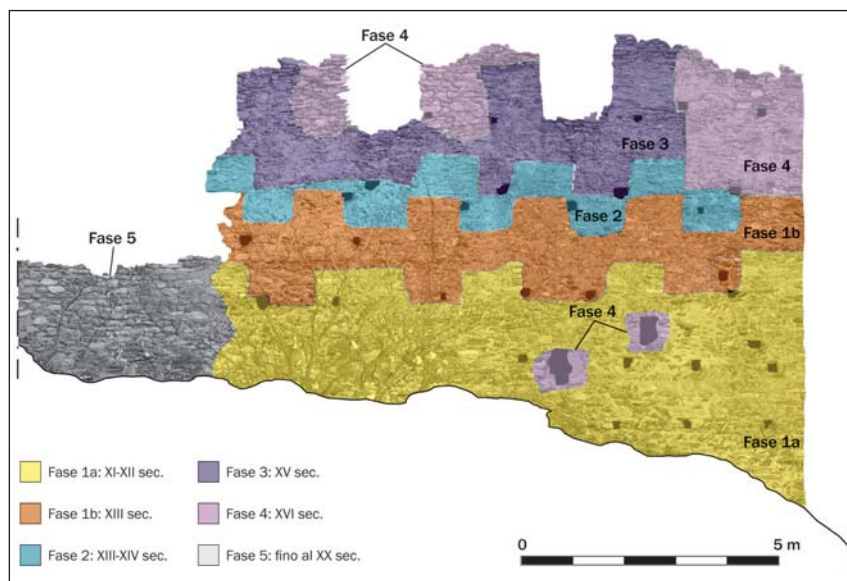 Fase 4
Fase 3
Fase 4
Fase 2
Fase 1b
Fase 5
Fase 4
Fase 1a
Fase 1a: XI-XII sec.
Fase 3: XV sec.
Fase 1b: XIII sec.
Fase 4: XVI sec.
Fase 2: XIII-XIV sec.
Fase 5: fino al XX sec.
0
5 m